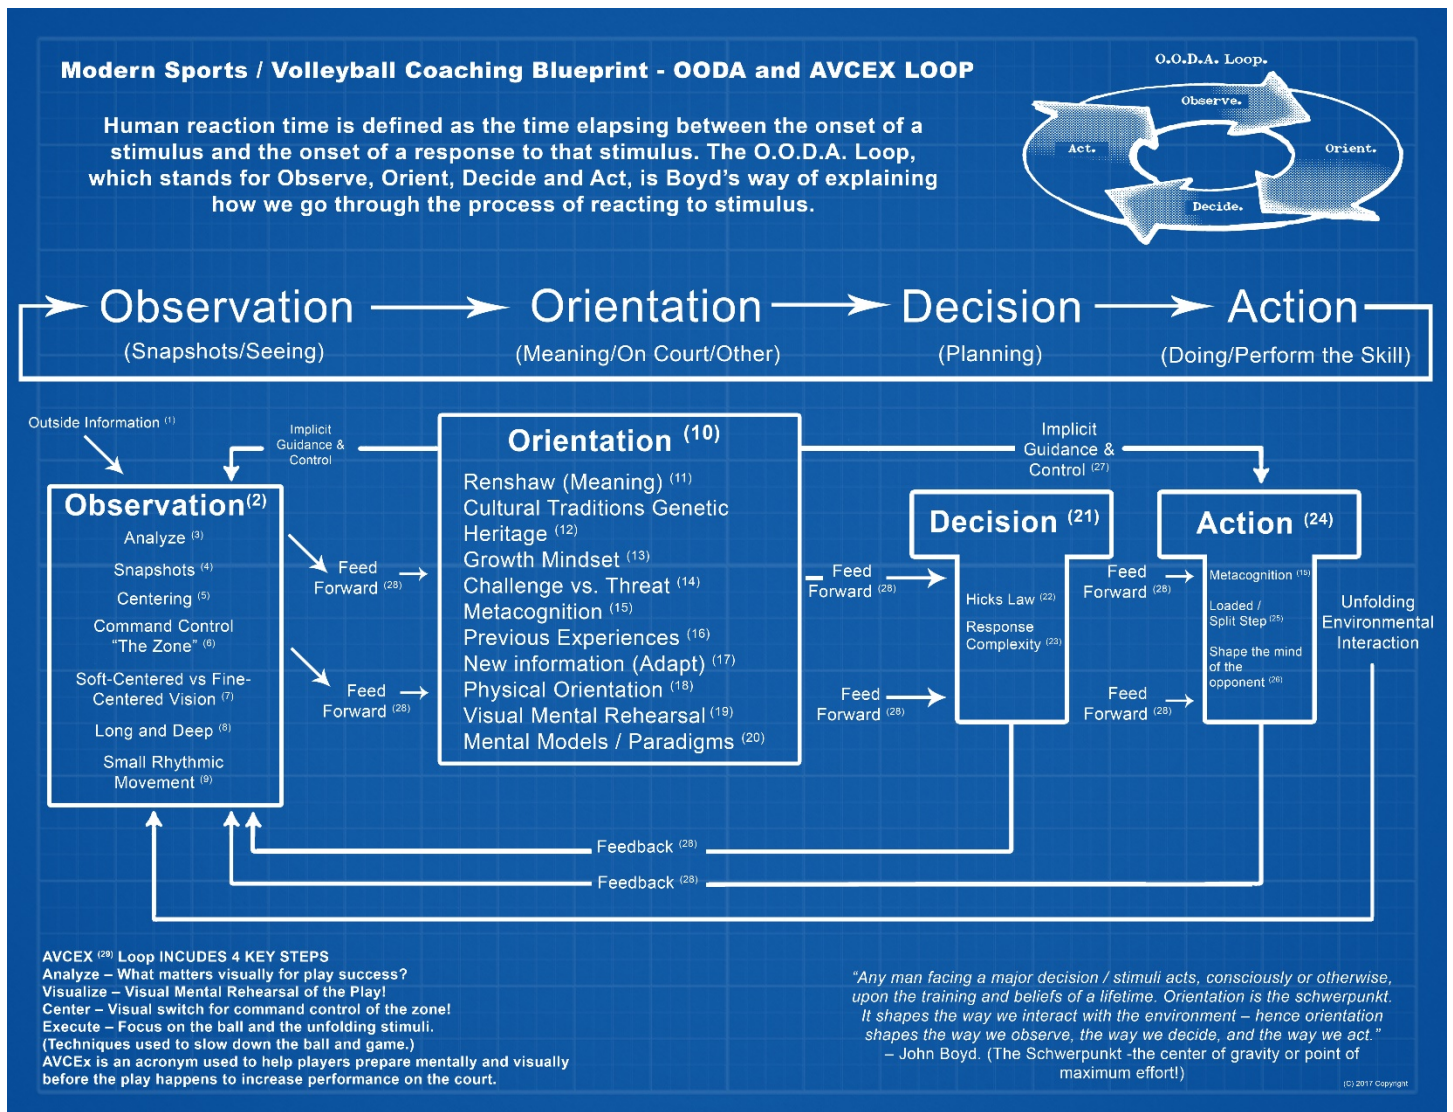 Modern Sports / Volleyball Coaching Blueprint - OODA and AVCEX LOOP
Human reaction time is defined as the time elapsing between the onset of a
stimulus and the onset of a response to that stimulus. The O.O.D.A. Loop,
which stands for Observe, Orient, Decide and Act, is Boyd's way of explaining
how we go through the process of reacting to stimulus.
O.O.D.A. Loop.
Observe.
Act.
Orient.
Decide.
Observation
Orientation
Decision
Action
(Snapshots/Seeing)
(Meaning/On Court/Other)
(Planning)
(Doing/Perform the Skill)
Outside Information (1)
Implicit
Guidance &
Control
Observation(2)
Analyze (3)
Snapshots (4)
Centering (5)
Command Control
"The Zone" (6)
Soft-Centered vs Fine-
Centered Vision (7)
Long and Deep (8)
Small Rhythmic
Movement (9)
Feed
Forward (28)
Feed
Forward (28)
Orientation (10)
Renshaw (Meaning) (11)
Cultural Traditions Genetic
Heritage (12)
Growth Mindset (13)
Challenge vs. Threat (14)
Metacognition (15)
Previous Experiences (16)
New information (Adapt) (17)
Physical Orientation (18)
Visual Mental Rehearsal (19)
Mental Models / Paradigms (20)
Implicit
Guidance &
Control (27)
Feed
Forward (28)
Feed
Forward (28)
Decision (21)
Hicks Law (22)
Response
Complexity (23)
Feed
Forward (28)
Feed
Forward (28)
Action (24)
Metacognition (15)
Loaded /
Split Step (25)
Shape the mind
of the
opponent (26)
Unfolding
Environmental
Interaction
Feedback (28)
Feedback (28)
AVCEX (29) Loop INCLUDES 4 KEY STEPS
Analyze – What matters visually for play success?
Visualize – Visual Mental Rehearsal of the Play!
Center – Visual switch for command control of the zone!
Execute – Focus on the ball and the unfolding stimuli.
(Techniques used to slow down the ball and game.)
AVCEx is an acronym used to help players prepare mentally and visually
before the play happens to increase performance on the court.
"Any man facing a major decision / stimuli acts, consciously or otherwise,
upon the training and beliefs of a lifetime. Orientation is the schwerpunkt.
It shapes the way we interact with the environment – hence orientation
shapes the way we observe, the way we decide, and the way we act."
– John Boyd. (The Schwerpunkt -the center of gravity or point of
maximum effort!)
(C) 2017 Copyright